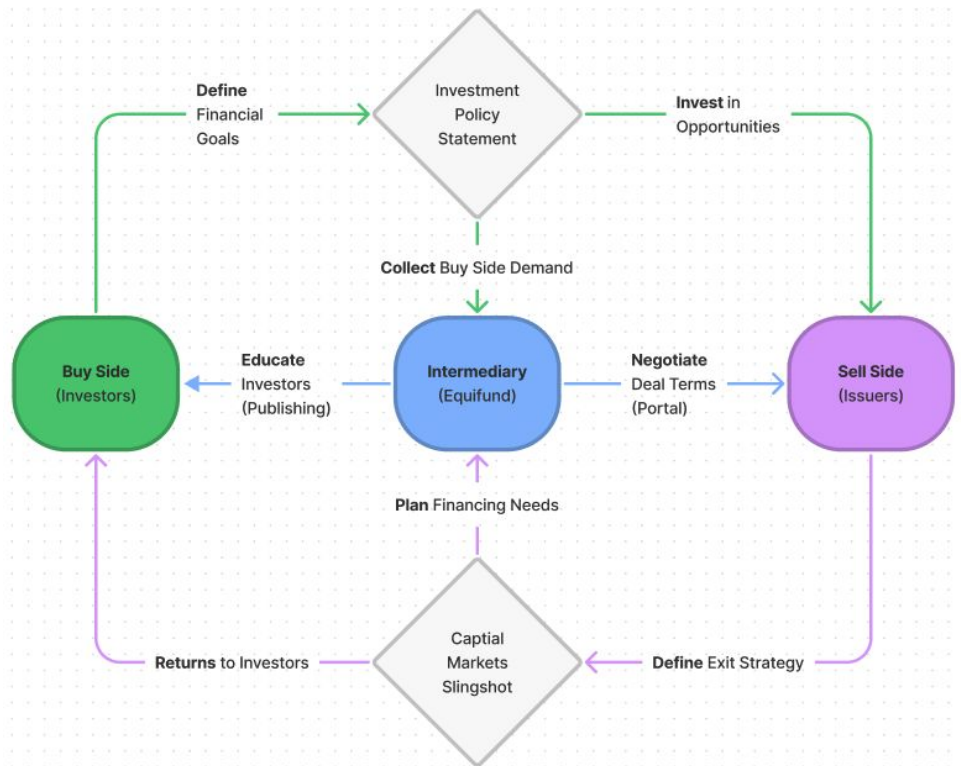 Define
Financial
Goals
Investment
Policy
Statement
Invest in
Opportunities
Collect Buy Side Demand
Buy Side
(Investors)
Educate
Investors
(Publishing)
Intermediary
(Equifund)
Negotiate
Deal Terms
(Portal)
Sell Side
(Issuers)
Plan Financing Needs
Returns to Investors
Captial
Markets
Slingshot
Define Exit Strategy